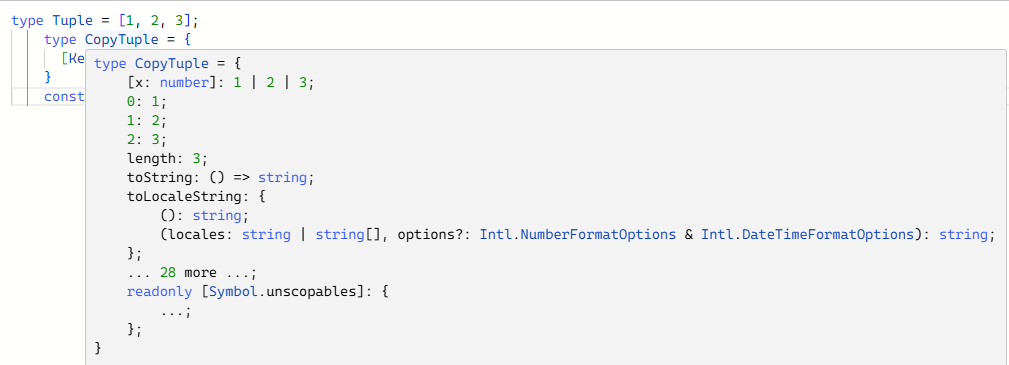 type Tuple = [1, 2, 3];
type CopyTuple = {
[Ke
}
const
type CopyTuple = {
[x: number]: 1 | 2 | 3;
0: 1;
1: 2;
2: 3;
length: 3;
toString: () => string;
toLocaleString: {
(): string;
(locales: string | string[], options?: Intl.NumberFormatOptions & Intl.DateTimeFormatOptions): string;
};
... 28 more ...;
readonly [Symbol.unscopables]: {
...;
};
}